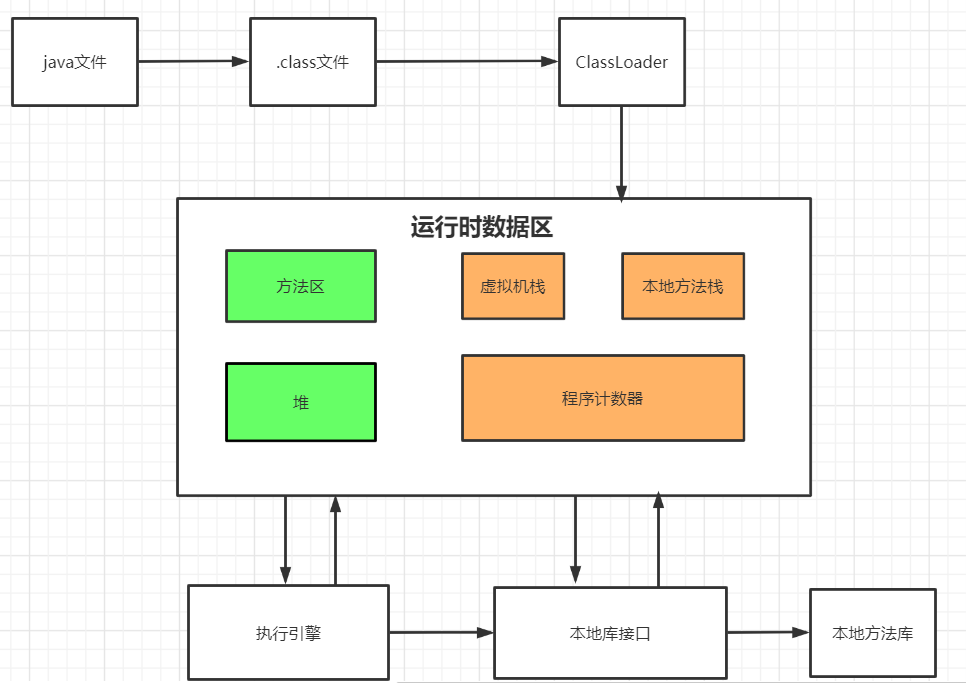 java文件
.class文件
ClassLoader
运行时数据区
方法区
虚拟机栈
本地方法栈
堆
程序计数器
执行引擎
本地库接口
本地方法库